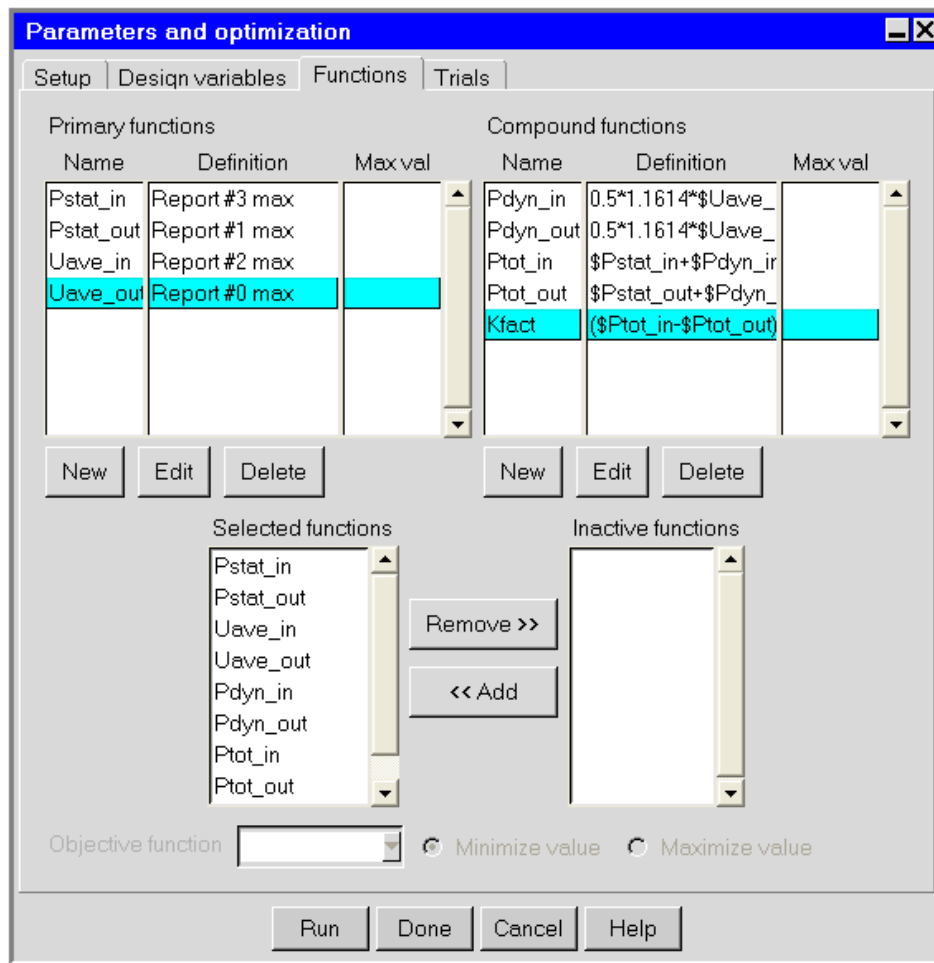 Parameters and optimization
Setup Design variables Functions Trials
Primary functions Compound functions
Name Definition Max val Name Definition Max val
Pstat_in Report #3 max Pdyn_in 0.5*1.1614*$Uave_
Pstat_out Report #1 max Pdyn_out 0.5*1.1614*$Uave_
Uave_in Report #2 max Ptot_in $Pstat_in+$Pdyn_in
Uave_out Report #0 max Ptot_out $Pstat_out+$Pdyn_
Kfact ($Ptot_in-$Ptot_out)
New Edit Delete New Edit Delete
Selected functions Inactive functions
Pstat_in
Pstat_out
Uave_in
Remove >>
Uave_out
Pdyn_in
<< Add
Pdyn_out
Ptot_in
Ptot_out
Objective function Minimize value Maximize value
Run Done Cancel Help